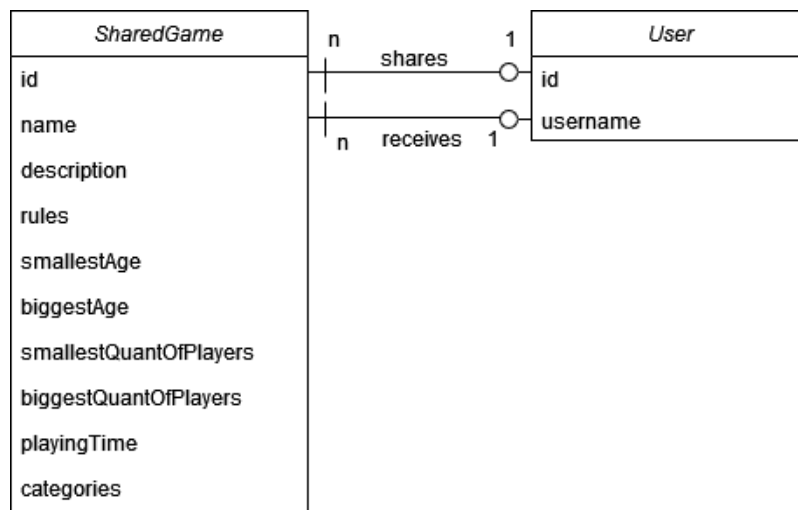 SharedGame
id
name
description
rules
smallestAge
biggestAge
smallestQuantOfPlayers
biggestQuantOfPlayers
playingTime
categories
n
shares
1
n
receives
1
User
id
username